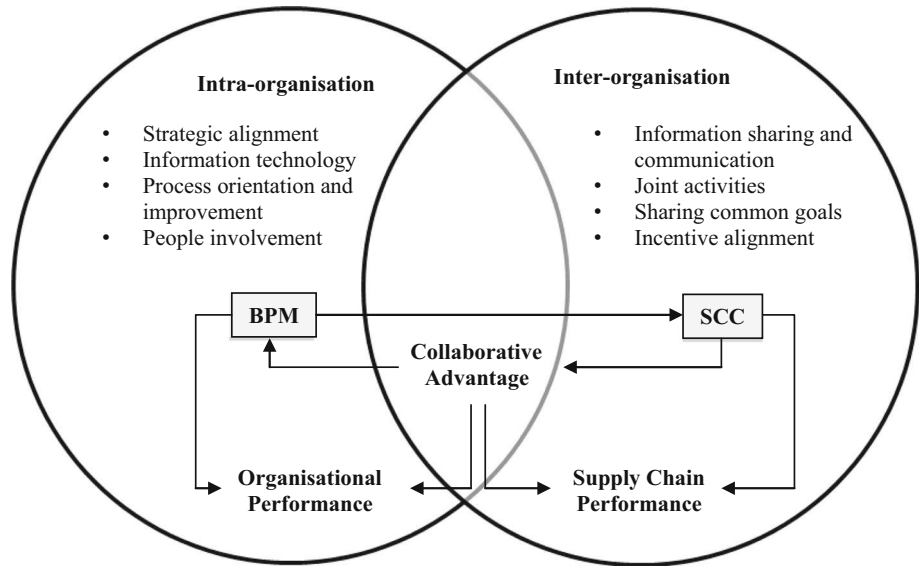 Intra-organisation
• Strategic alignment
• Information technology
• Process orientation and
improvement
• People involvement
Inter-organisation
• Information sharing and
communication
• Joint activities
• Sharing common goals
• Incentive alignment
BPM
SCC
Collaborative
Advantage
Organisational
Performance
Supply Chain
Performance